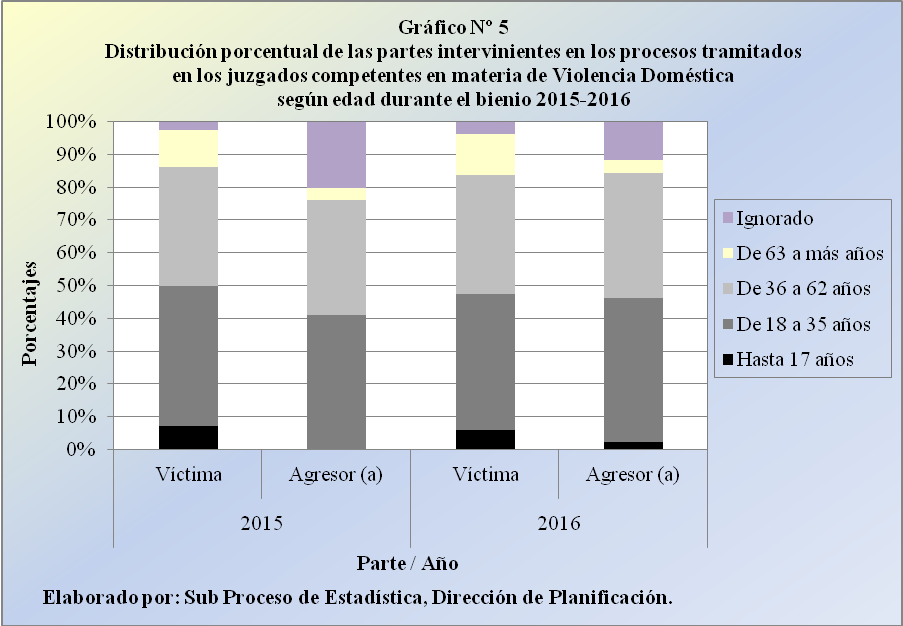 Gráfico Nº 5
Distribución porcentual de las partes intervinientes en los procesos tramitados
en los juzgados competentes en materia de Violencia Doméstica
según edad durante el bienio 2015-2016
Porcentajes
100%
90%
80%
70%
60%
50%
40%
30%
20%
10%
0%
Víctima
Agresor (a)
Víctima
Agresor (a)
2015
2016
Parte / Año
Ignorado
De 63 a más años
De 36 a 62 años
De 18 a 35 años
Hasta 17 años
Elaborado por: Sub Proceso de Estadística, Dirección de Planificación.